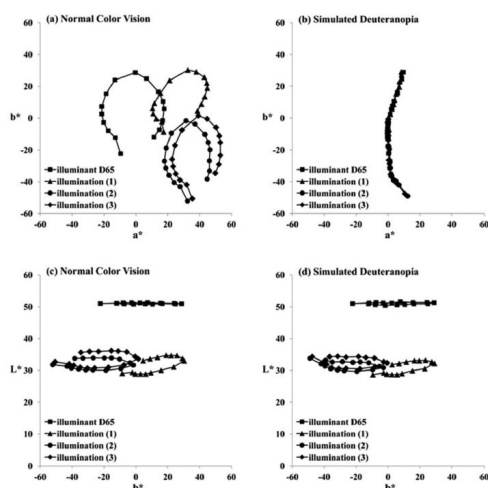 (a) Normal Color Vision
60
40
20
b* 0
-20
-40
-60
-60 -40 -20 0 20 40 60
a*
illuminant D65
illumination (1)
illumination (2)
illumination (3)
(b) Simulated Deuteranopia
60
40
20
b* 0
-20
-40
-60
-60 -40 -20 0 20 40 60
a*
illuminant D65
illumination (1)
illumination (2)
illumination (3)
(c) Normal Color Vision
60
50
40
L* 30
20
10
0
-60 -40 -20 0 20 40 60
b*
illuminant D65
illumination (1)
illumination (2)
illumination (3)
(d) Simulated Deuteranopia
60
50
40
L* 30
20
10
0
-60 -40 -20 0 20 40 60
b*
illuminant D65
illumination (1)
illumination (2)
illumination (3)